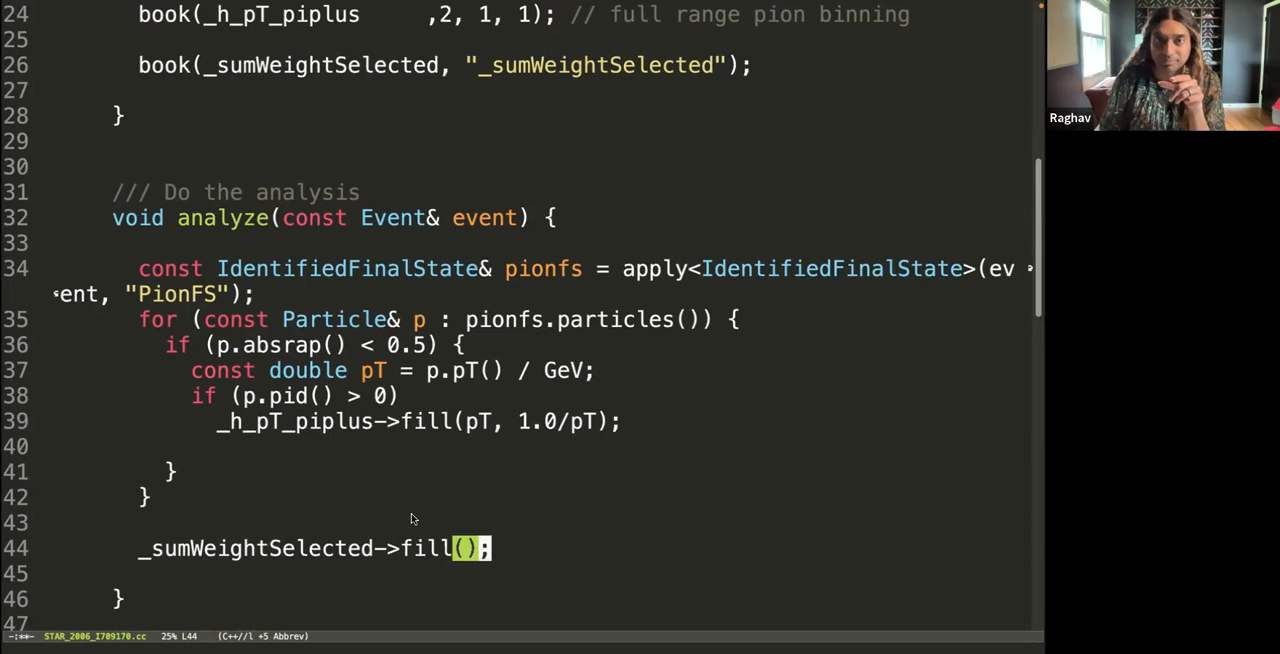 24 book(_h_pT_piplus ,2, 1, 1); // full range pion binning
25
26 book(_sumWeightSelected, "_sumWeightSelected");
27
28 }
29
30
31 /// Do the analysis
32 void analyze(const Event& event) {
33
34 const IdentifiedFinalState& pionfs = apply<IdentifiedFinalState>(ev
ent, "PionFS");
35 for (const Particle& p : pionfs.particles()) {
36 if (p.absrap() < 0.5) {
37 const double pT = p.pT() / GeV;
38 if (p.pid() > 0)
39 _h_pT_piplus->fill(pT, 1.0/pT);
40
41 }
42 }
43
44 _sumWeightSelected->fill();
45
46 }
47
-:**- STAR_2006_I709170.cc 25% L44 (C++//l +5 Abbrev)
Raghav